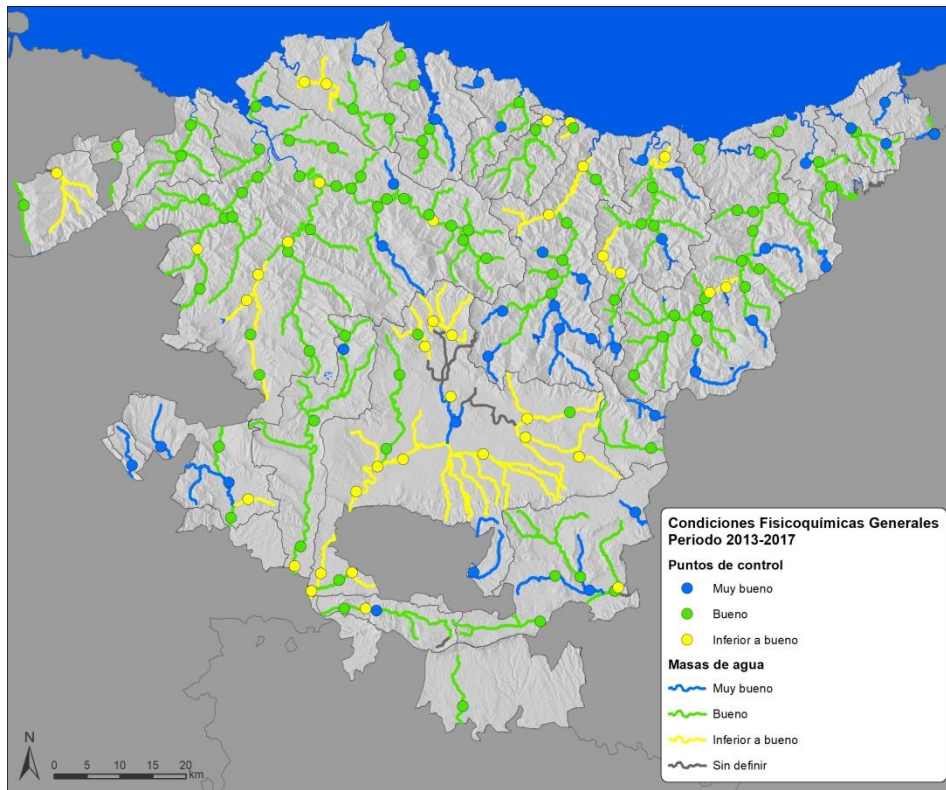 Condiciones Fisicoquímicas Generales
Periodo 2013-2017
Puntos de control
Muy bueno
Bueno
Inferior a bueno
Masas de agua
Muy bueno
Bueno
Inferior a bueno
Sin definir
N
0 5 10 15 20
km